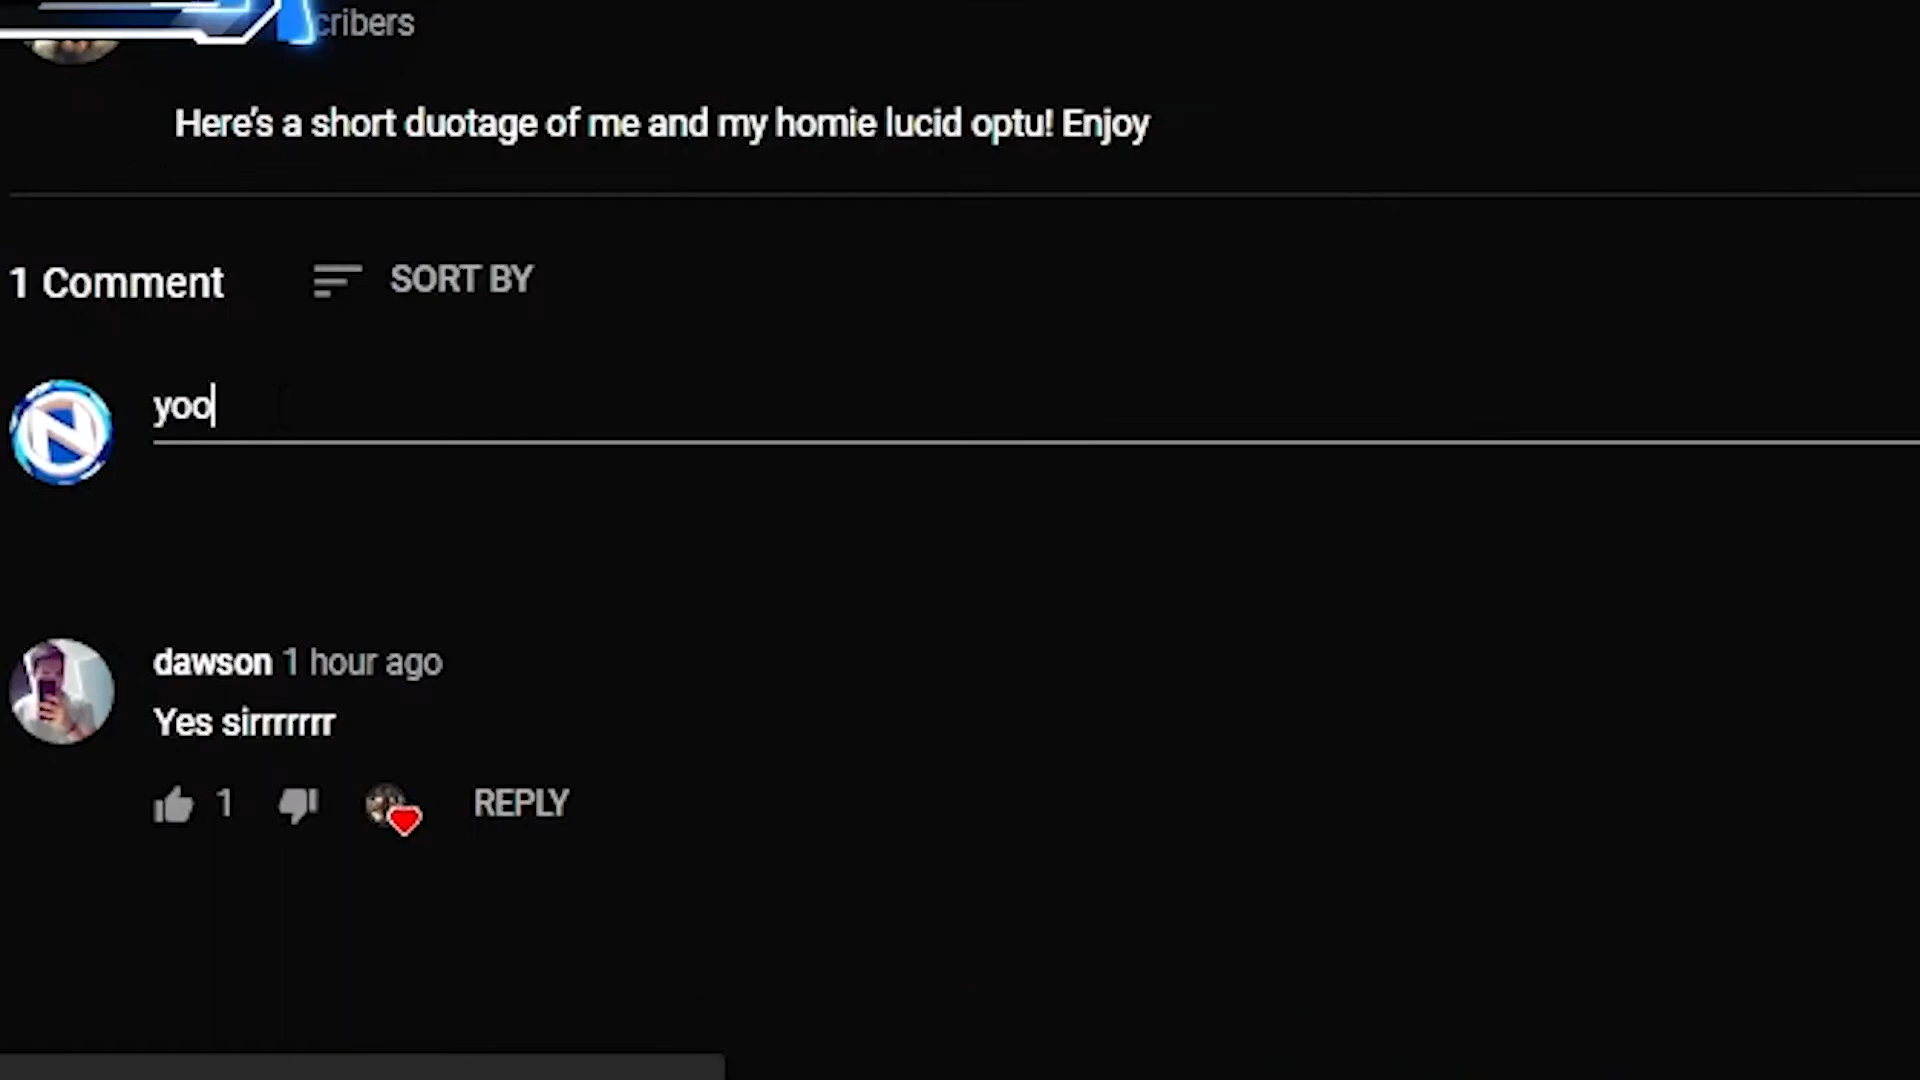 cribers
Here's a short duotage of me and my homie lucid optu! Enjoy
1 Comment SORT BY
yoo
N
dawson 1 hour ago
Yes sirrrrrrr
1 REPLY